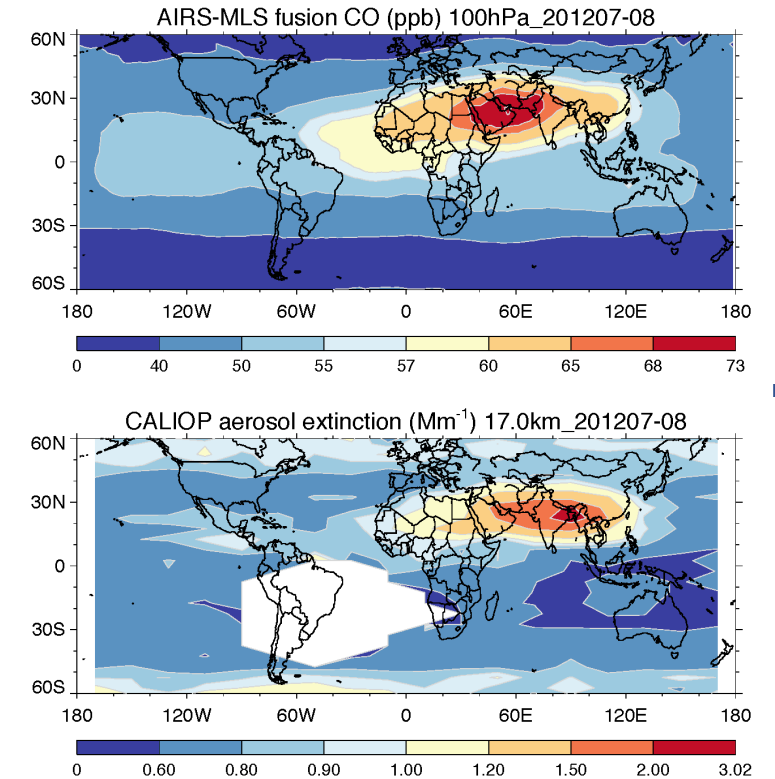 AIRS-MLS fusion CO (ppb) 100hPa_201207-08
60N
30N
0
30S
60S
180 120W 60W 0 60E 120E 180
0 40 50 55 57 60 65 68 73
CALIOP aerosol extinction (Mm⁻¹) 17.0km_201207-08
60N
30N
0
30S
60S
180 120W 60W 0 60E 120E 180
0 0.60 0.80 0.90 1.00 1.20 1.50 2.00 3.02